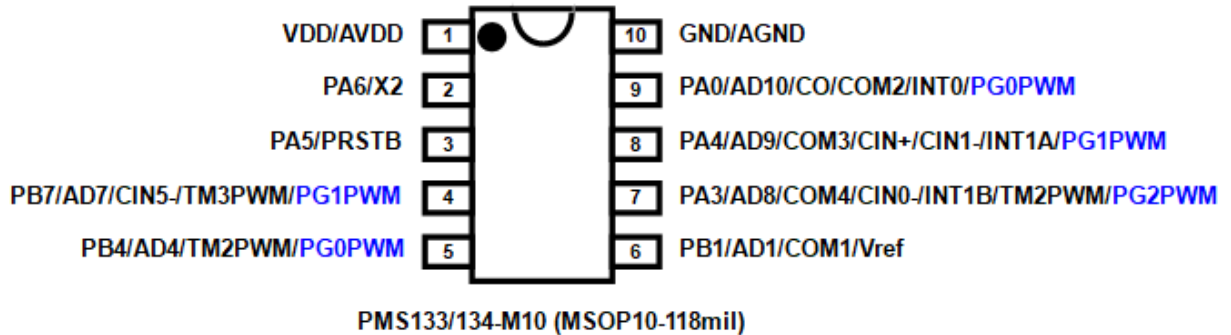 VDD/AVDD 1 10 GND/AGND
PA6/X2 2 9 PA0/AD10/CO/COM2/INT0/PG0PWM
PA5/PRSTB 3 8 PA4/AD9/COM3/CIN+/CIN1-/INT1A/PG1PWM
PB7/AD7/CIN5-/TM3PWM/PG1PWM 4 7 PA3/AD8/COM4/CIN0-/INT1B/TM2PWM/PG2PWM
PB4/AD4/TM2PWM/PG0PWM 5 6 PB1/AD1/COM1/Vref
PMS133/134-M10 (MSOP10-118mil)